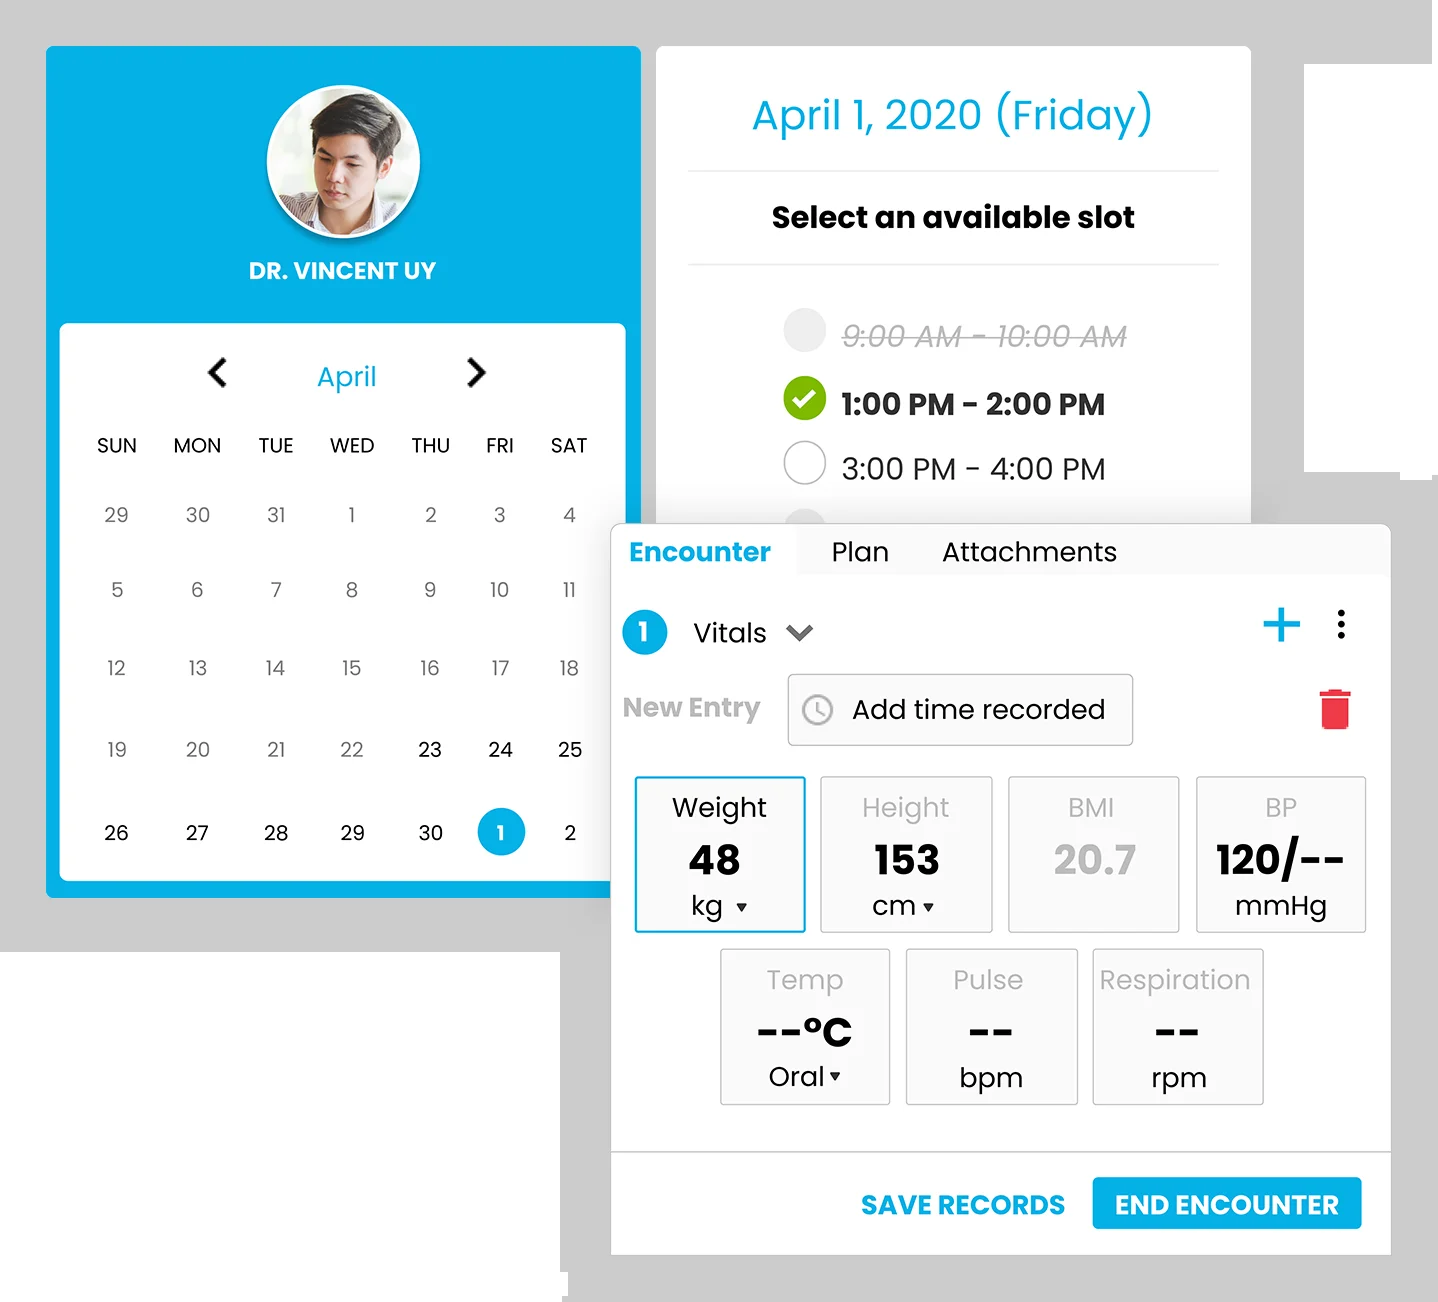 DR. VINCENT UY
April
SUN MON TUE WED THU FRI SAT
29 30 31 1 2 3 4
5 6 7 8 9 10 11
12 13 14 15 16 17 18
19 20 21 22 23 24 25
26 27 28 29 30 1 2
April 1, 2020 (Friday)
Select an available slot
9:00 AM - 10:00 AM
1:00 PM - 2:00 PM
3:00 PM - 4:00 PM
Encounter Plan Attachments
1 Vitals
New Entry Add time recorded
Weight Height BMI BP
48 153 20.7 120/--
kg cm mmHg
Temp Pulse Respiration
--°C -- --
Oral bpm rpm
SAVE RECORDS END ENCOUNTER